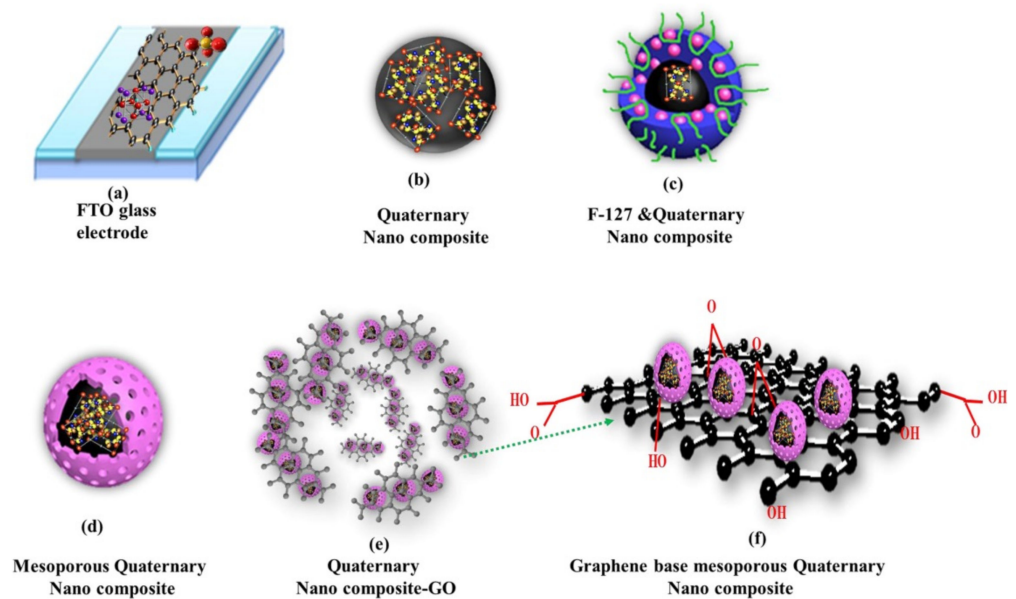 (a)
FTO glass
electrode
(b)
Quaternary
Nano composite
(c)
F-127 &Quaternary
Nano composite
(d)
Mesoporous Quaternary
Nano composite
(e)
Quaternary
Nano composite-GO
O
O
HO
O
HO
OH
OH
O
OH
(f)
Graphene base mesoporous Quaternary
Nano composite